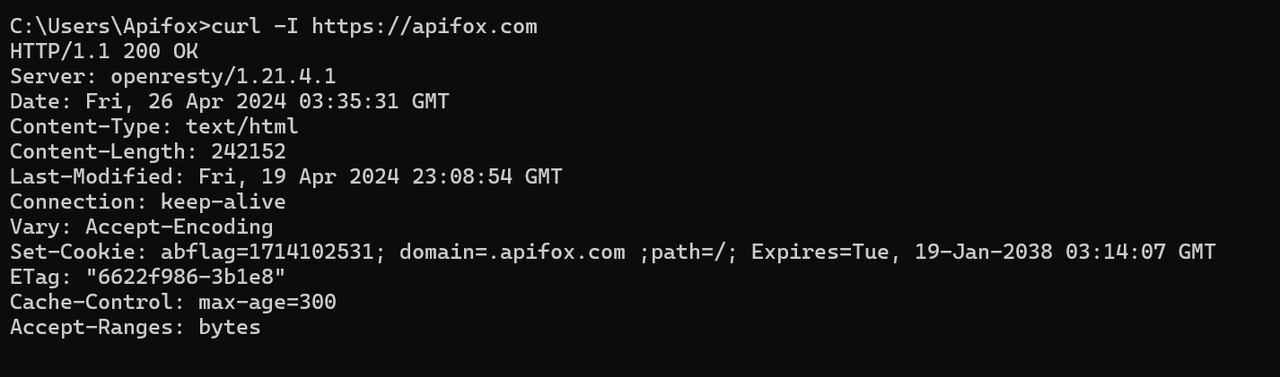 C:\Users\Apifox>curl -I https://apifox.com
HTTP/1.1 200 OK
Server: openresty/1.21.4.1
Date: Fri, 26 Apr 2024 03:35:31 GMT
Content-Type: text/html
Content-Length: 242152
Last-Modified: Fri, 19 Apr 2024 23:08:54 GMT
Connection: keep-alive
Vary: Accept-Encoding
Set-Cookie: abflag=1714102531; domain=.apifox.com ;path=/; Expires=Tue, 19-Jan-2038 03:14:07 GMT
ETag: "6622f986-3b1e8"
Cache-Control: max-age=300
Accept-Ranges: bytes